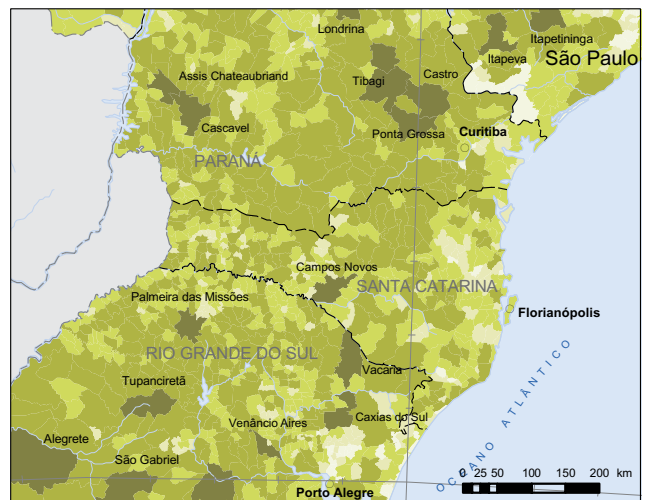 Londrina
Itapetininga
Itapeva
São Paulo
Assis Chateaubriand
Tibagi
Castro
Cascavel
Ponta Grossa
Curitiba
PARANÁ
Campos Novos
SANTA CATARINA
Palmeira das Missões
Florianópolis
RIO GRANDE DO SUL
Vacaria
Tupanciretã
Venâncio Aires
Caxias do Sul
OCEANO ATLÂNTICO
Alegrete
São Gabriel
0 25 50 100 150 200 km
Porto Alegre